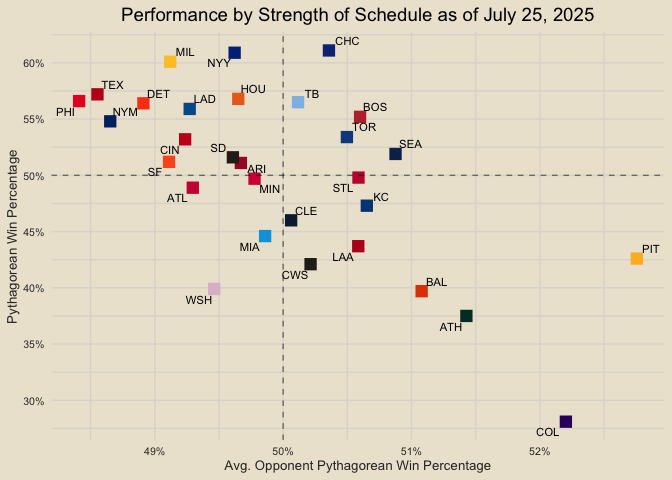 Performance by Strength of Schedule as of July 25, 2025
Pythagorean Win Percentage
60%
55%
50%
45%
40%
35%
30%
MIL
NYY
CHC
TEX
PHI
NYM
DET
LAD
HOU
TB
BOS
TOR
SEA
CIN
SF
SD
ARI
MIN
ATL
STL
KC
CLE
MIA
LAA
CWS
PIT
WSH
BAL
ATH
COL
49%
50%
51%
52%
Avg. Opponent Pythagorean Win Percentage